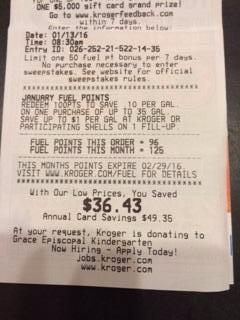 ONE $5,000 gift card grand prize!
Go to www.krogerfeedback.com
within 7 days
Enter the information below:
Date: 01/13/16
Time: 08:30am
Entry ID: 026-252-21-522-14-35
Limit one 50 fuel pt bonus per 7 days.
No purchase necessary to enter
sweepstakes. See website for official
sweepstakes rules.
JANUARY FUEL POINTS
REDEEM 100PTS TO SAVE .10 PER GAL.
ON ONE PURCHASE OF UP TO 35 GAL
SAVE UP TO $1 PER GAL AT KROGER OR
PARTICIPATING SHELLS ON 1 FILL-UP.
FUEL POINTS THIS ORDER = 96
FUEL POINTS THIS MONTH = 125
THIS MONTHS POINTS EXPIRE 02/29/16
VISIT WWW.KROGER.COM/FUEL FOR DETAILS
With Our Low Prices, You Saved
$36.43
Annual Card Savings $49.35
At your request, Kroger is donating to
Grace Episcopal Kindergarten
Now Hiring - Apply Today!
jobs.kroger.com
www.kroger.com